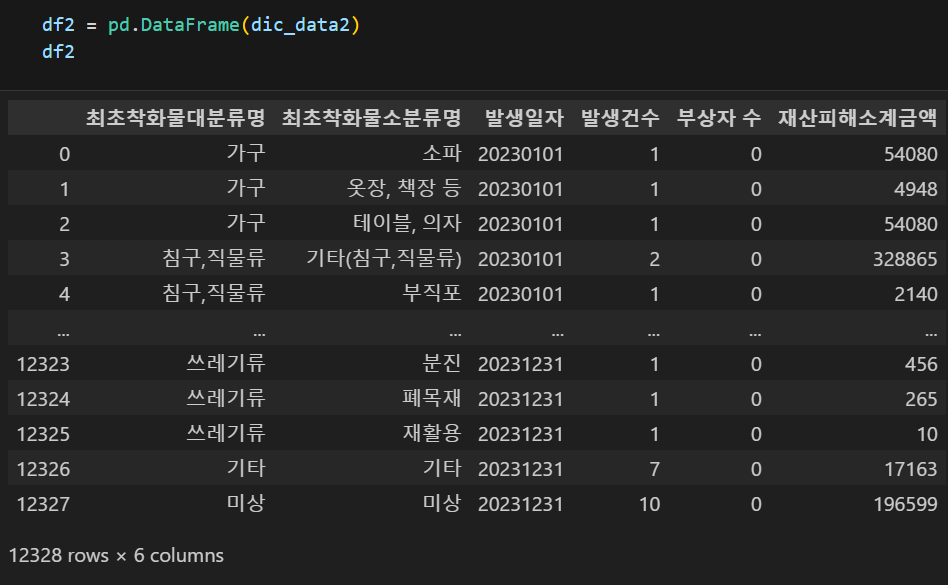 df2 = pd.DataFrame(dic_data2)
df2
최초착화물대분류명 최초착화물소분류명 발생일자 발생건수 부상자 수 재산피해소계금액
0 가구 소파 20230101 1 0 54080
1 가구 옷장, 책장 등 20230101 1 0 4948
2 가구 테이블, 의자 20230101 1 0 54080
3 침구,직물류 기타(침구,직물류) 20230101 2 0 328865
4 침구,직물류 부직포 20230101 1 0 2140
... ... ... ... ... ... ...
12323 쓰레기류 분진 20231231 1 0 456
12324 쓰레기류 폐목재 20231231 1 0 265
12325 쓰레기류 재활용 20231231 1 0 10
12326 기타 기타 20231231 7 0 17163
12327 미상 미상 20231231 10 0 196599
12328 rows × 6 columns